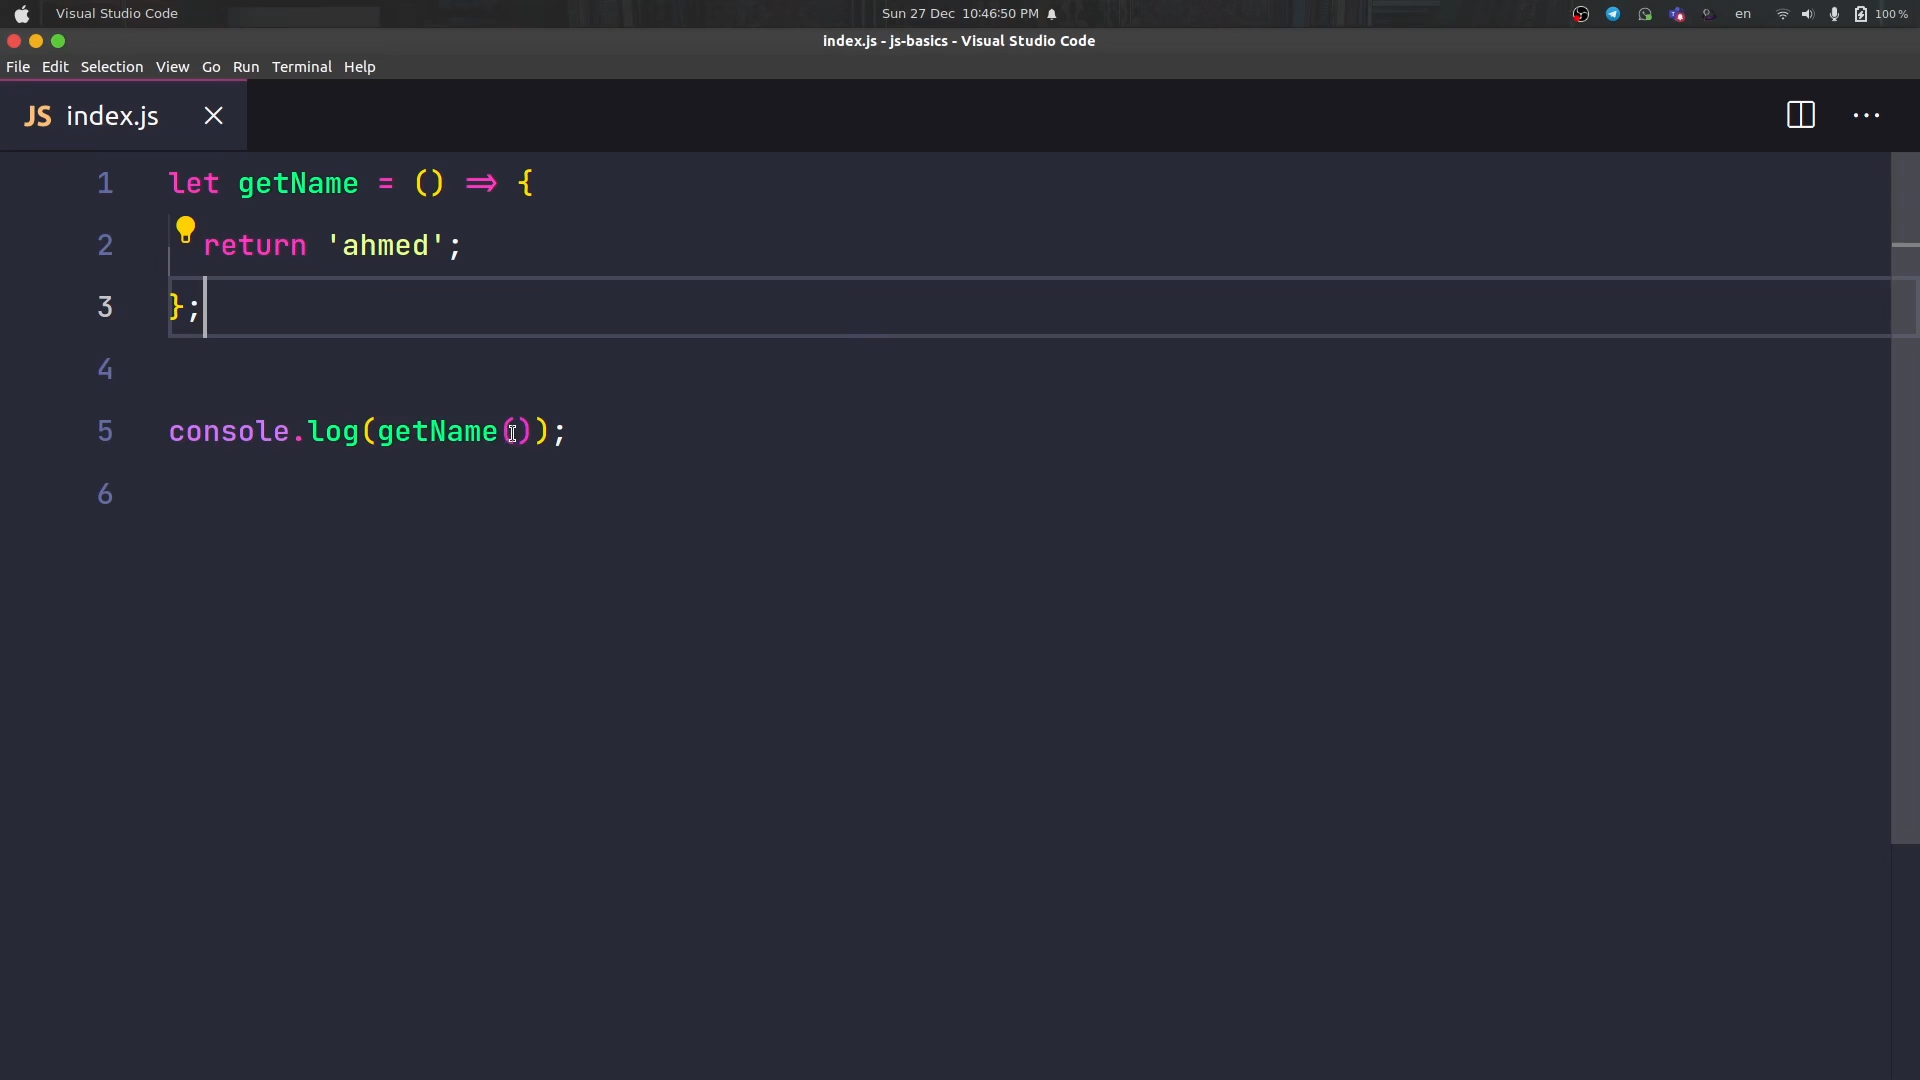 Visual Studio Code
Sun 27 Dec 10:46:50 PM
en
100 %
index.js - js-basics - Visual Studio Code
File Edit Selection View Go Run Terminal Help
JS index.js
1 let getName = () => {
2 return 'ahmed';
3 };
4
5 console.log(getName());
6